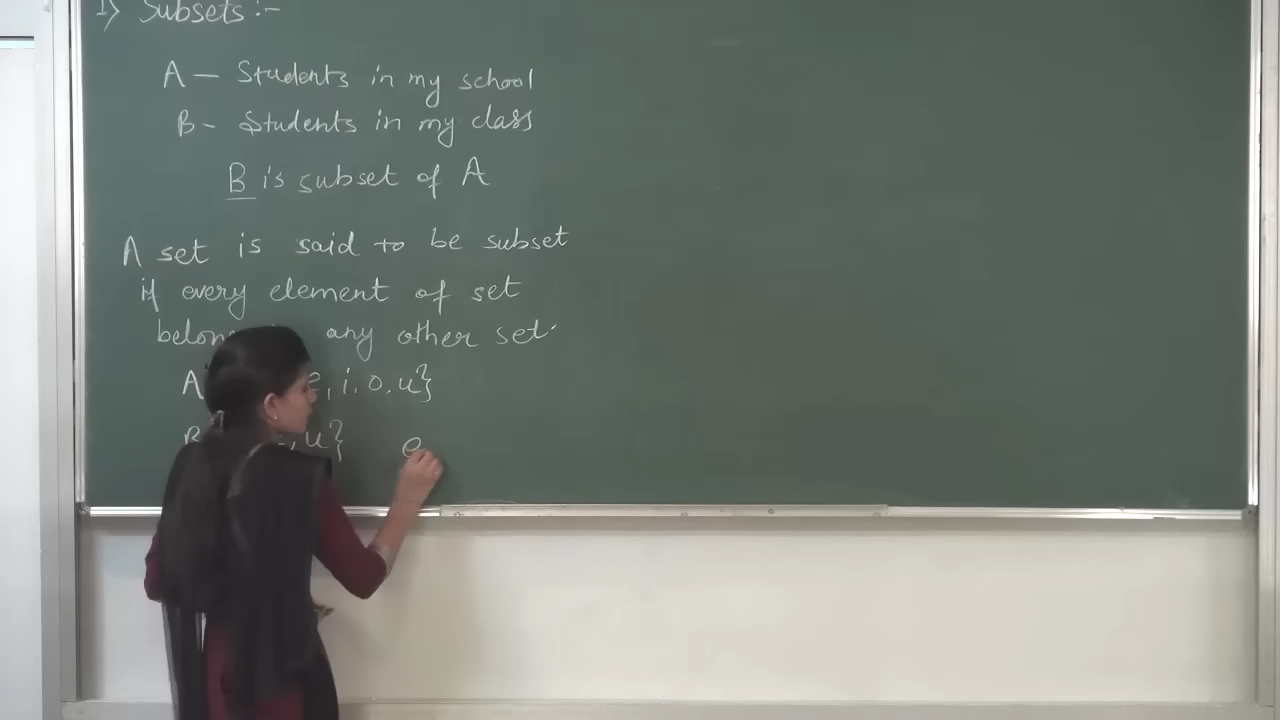 1) Subsets :-
A - Students in my school
B - Students in my class
B is subset of A
A set is said to be subset
if every element of set
any other set.
A e, i, o, u}
B , u} e